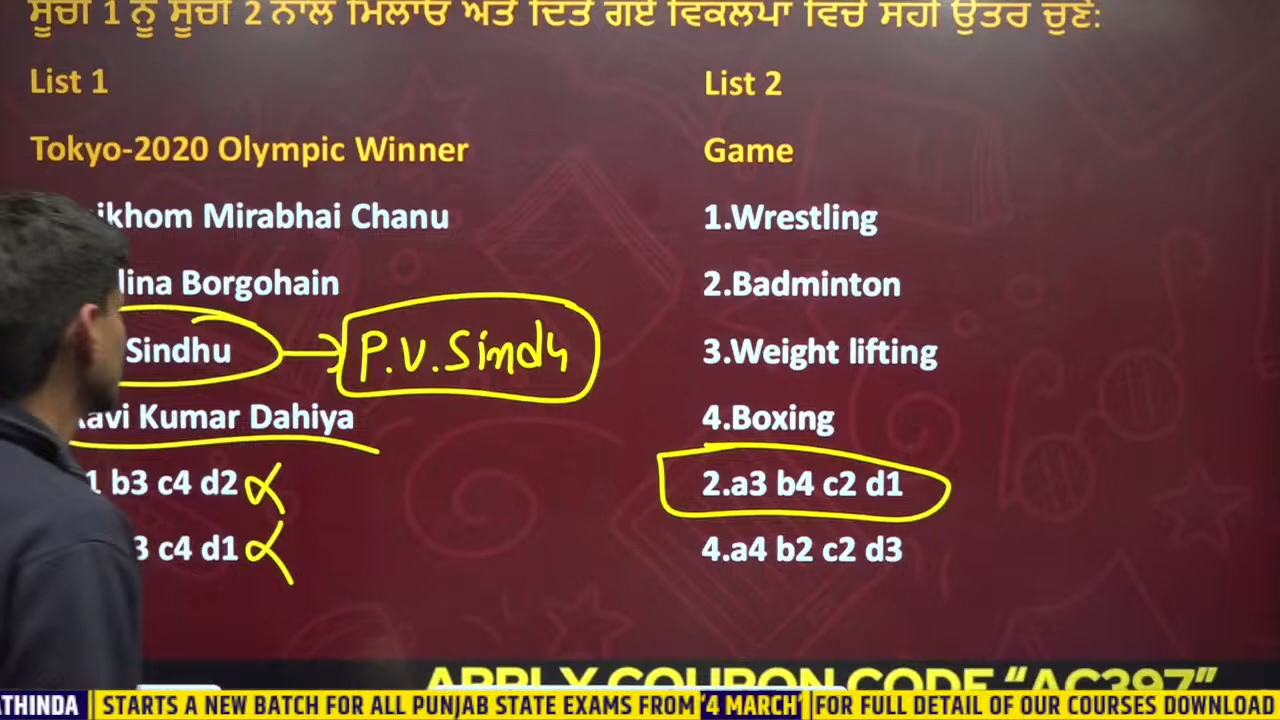 ਸੂਚੀ 1 ਨੂੰ ਸੂਚੀ 2 ਨਾਲ ਮਿਲਾਓ ਅਤੇ ਦਿੱਤੇ ਗਏ ਵਿਕਲਪਾਂ ਵਿੱਚੋਂ ਸਹੀ ਉੱਤਰ ਚੁਣੋ:
List 1 List 2
Tokyo-2020 Olympic Winner Game
ikhom Mirabhai Chanu 1.Wrestling
lina Borgohain 2.Badminton
Sindhu P.V.Sindh 3.Weight lifting
avi Kumar Dahiya 4.Boxing
1 b3 c4 d2 2.a3 b4 c2 d1
3 c4 d1 4.a4 b2 c2 d3
APPLY COUPON CODE “AC397”
ATHINDA STARTS A NEW BATCH FOR ALL PUNJAB STATE EXAMS FROM '4 MARCH' FOR FULL DETAIL OF OUR COURSES DOWNLOAD